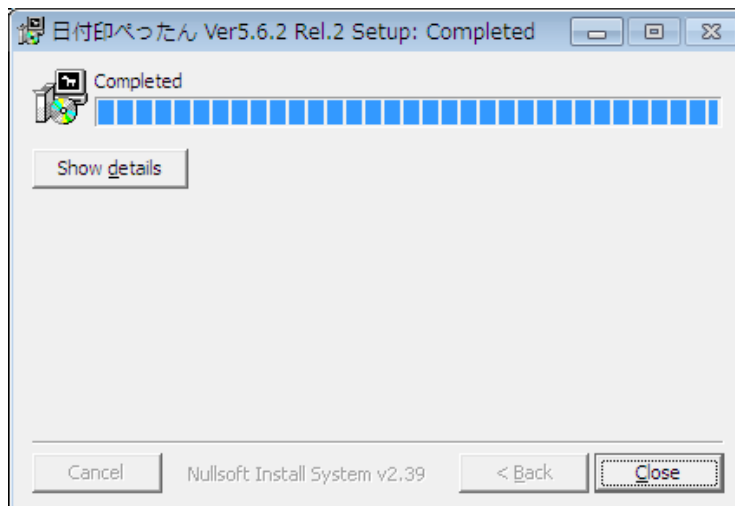 日付印ぺったん Ver5.6.2 Rel.2 Setup: Completed
Completed
Show details
Cancel
Nullsoft Install System v2.39
< Back
Close